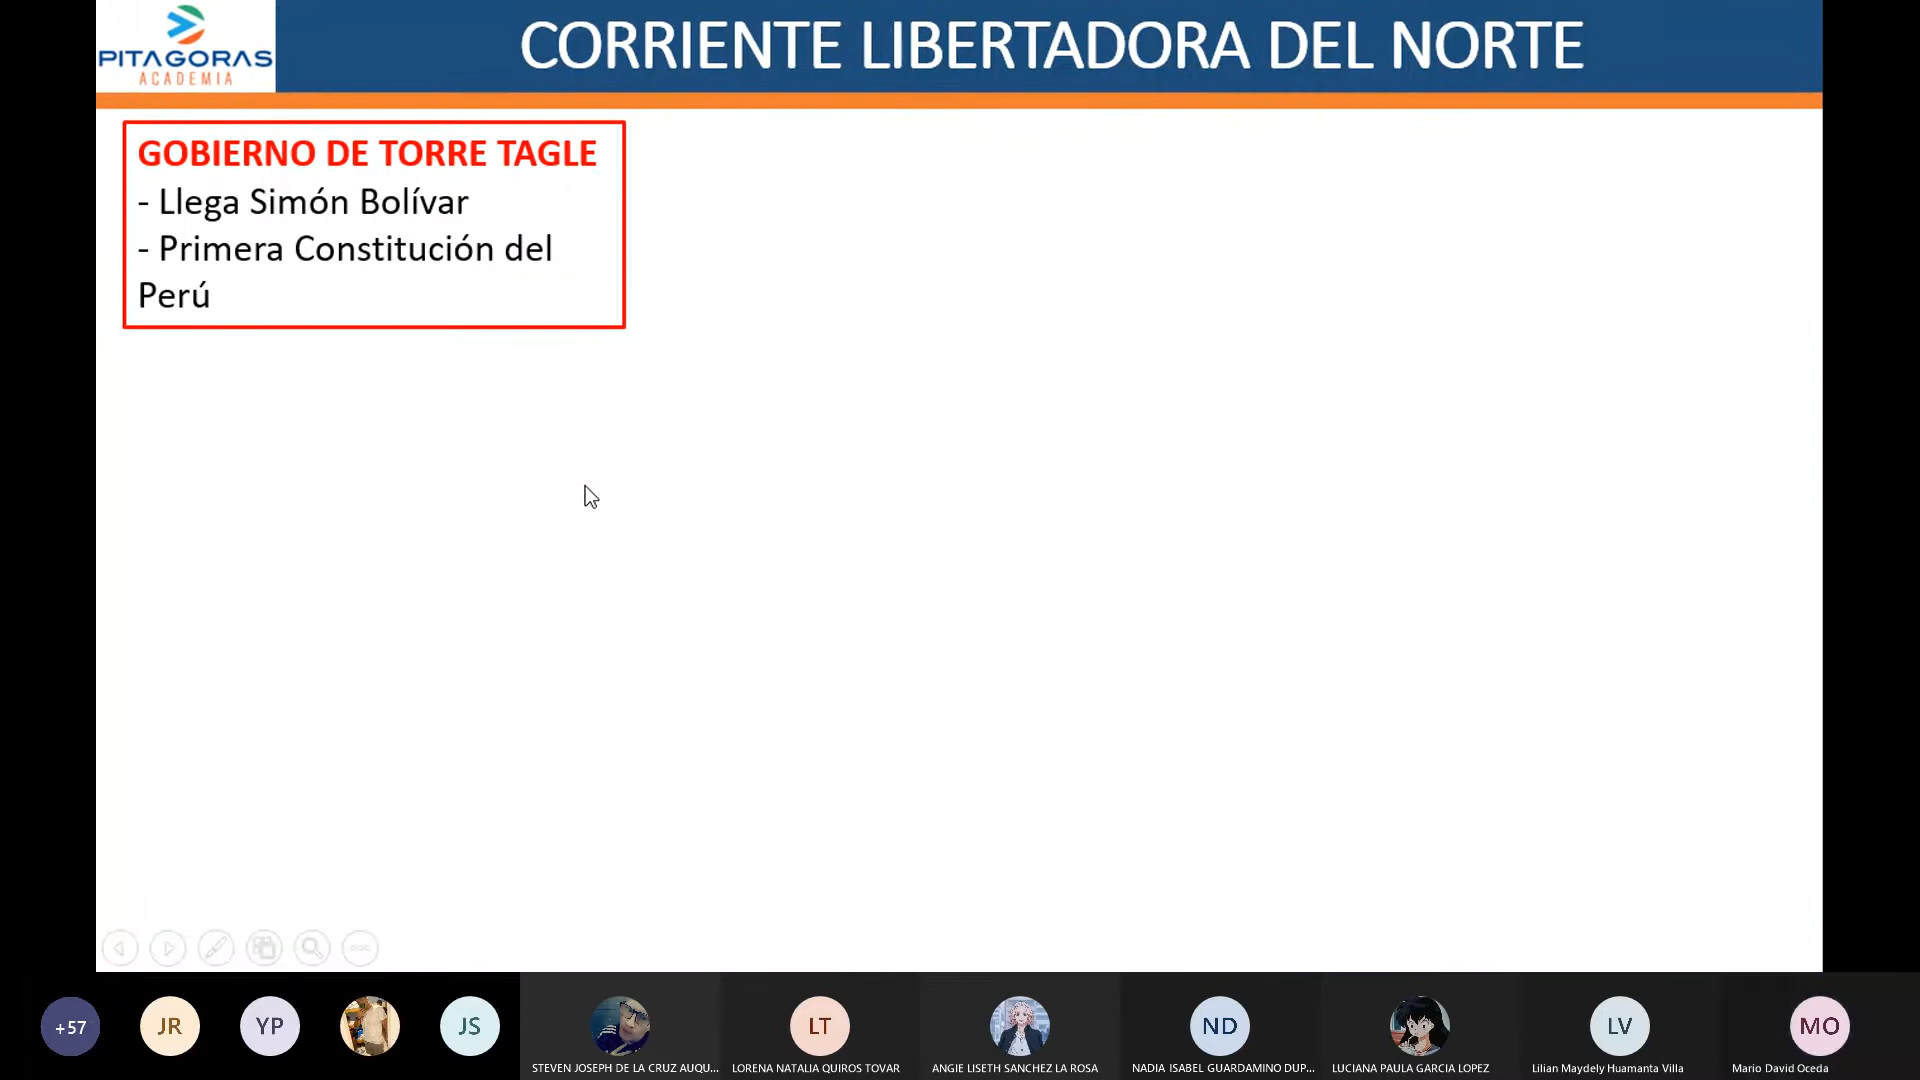 PITAGORAS
ACADEMIA
CORRIENTE LIBERTADORA DEL NORTE
GOBIERNO DE TORRE TAGLE
- Llega Simón Bolívar
- Primera Constitución del
Perú
+57
JR
YP
JS
LT
ND
LV
MO
STEVEN JOSEPH DE LA CRUZ AUQU...
LORENA NATALIA QUIROS TOVAR
ANGIE LISETH SANCHEZ LA ROSA
NADIA ISABEL GUARDAMINO DUP...
LUCIANA PAULA GARCIA LOPEZ
Lilian Maydely Huamanta Villa
Mario David Oceda